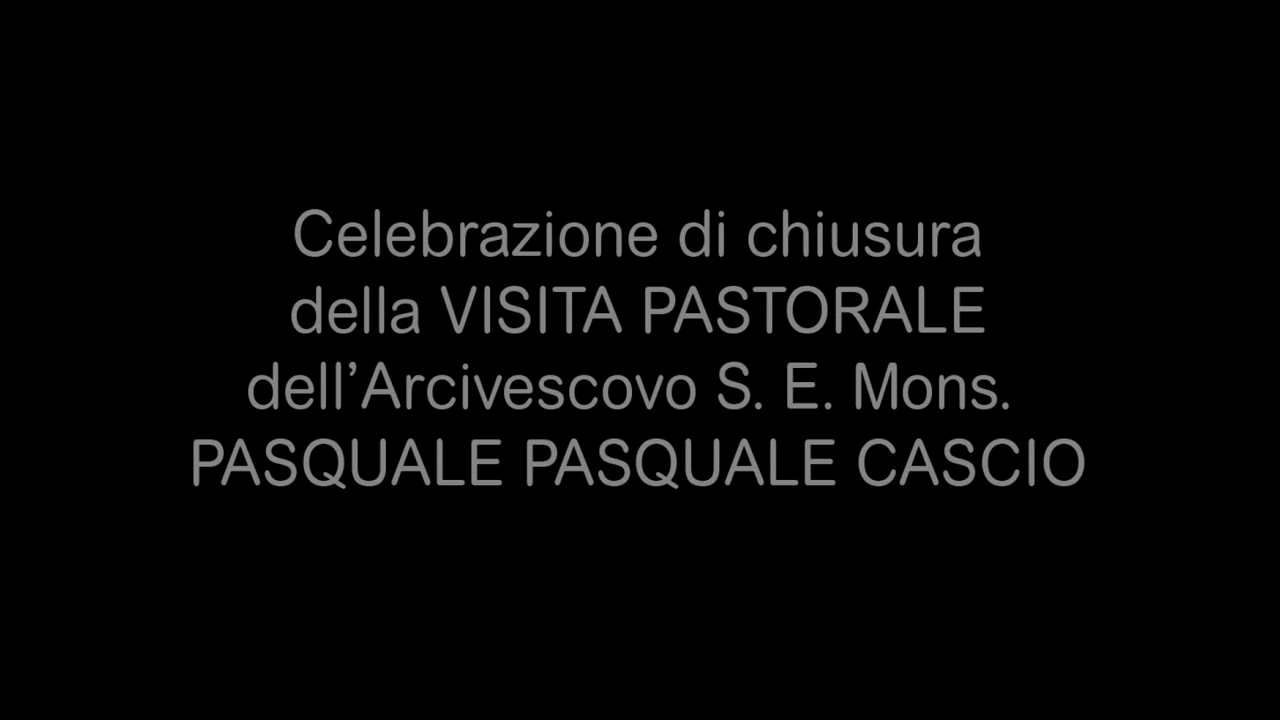 Celebrazione di chiusura
della VISITA PASTORALE
dell’Arcivescovo S. E. Mons.
PASQUALE PASQUALE CASCIO